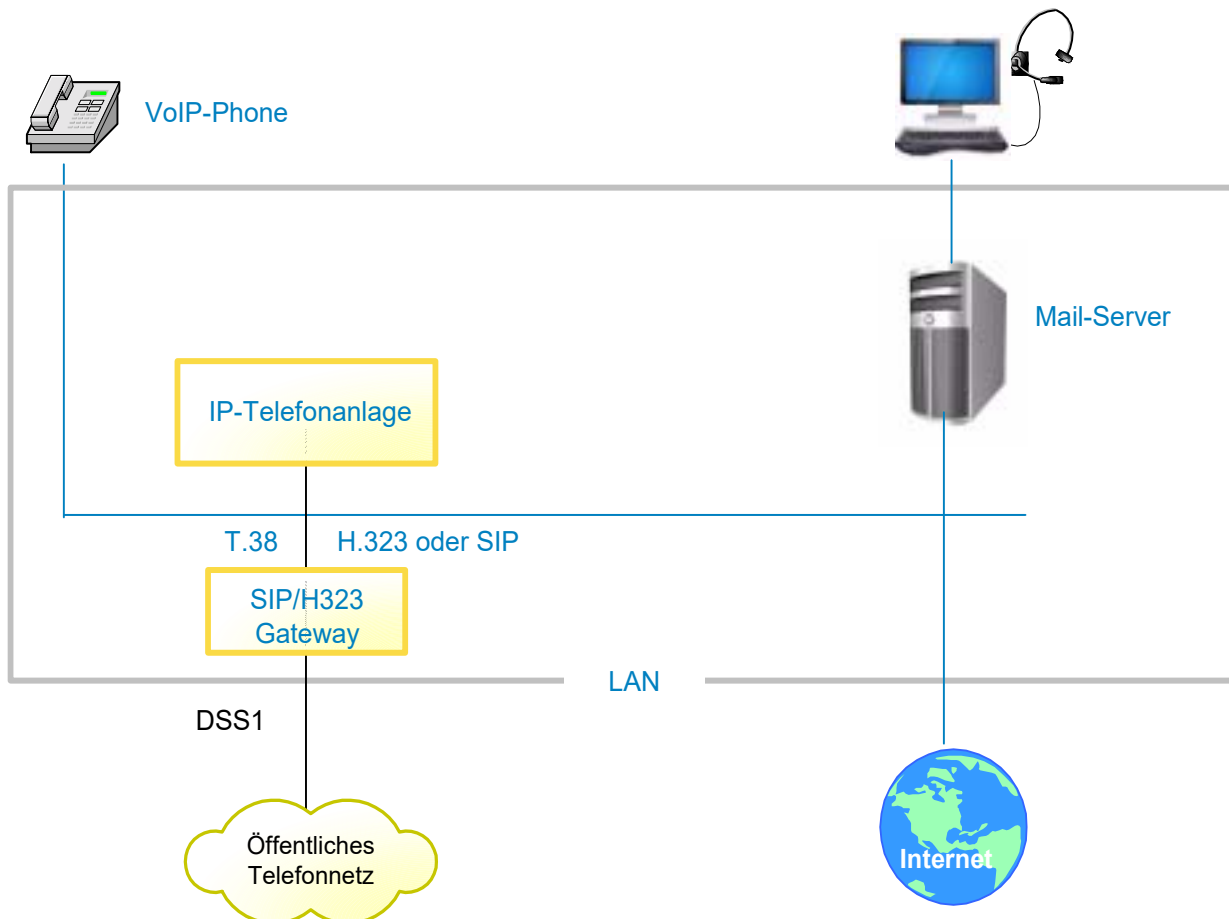 VoIP-Phone
Mail-Server
IP-Telefonanlage
T.38
H.323 oder SIP
SIP/H323
Gateway
LAN
DSS1
Öffentliches
Telefonnetz
Internet